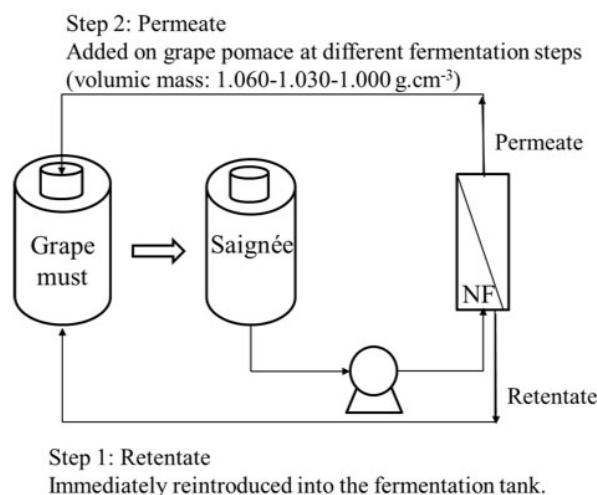 Step 2: Permeate
Added on grape pomace at different fermentation steps
(volumic mass: 1.060-1.030-1.000 g.cm⁻³)
Permeate
Grape
must
Saignée
NF
Retentate
Step 1: Retentate
Immediately reintroduced into the fermentation tank.